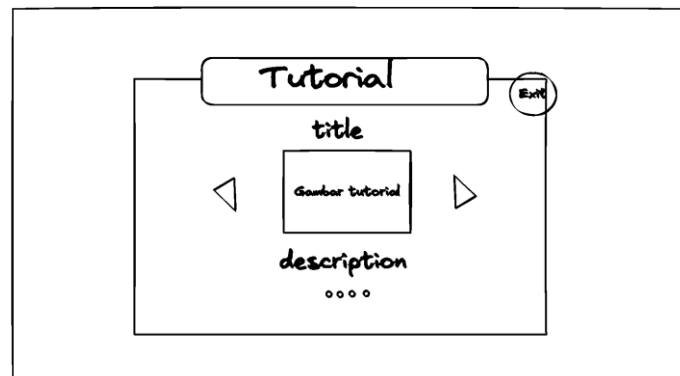 Tutorial
Exit
title
Gambar tutorial
description